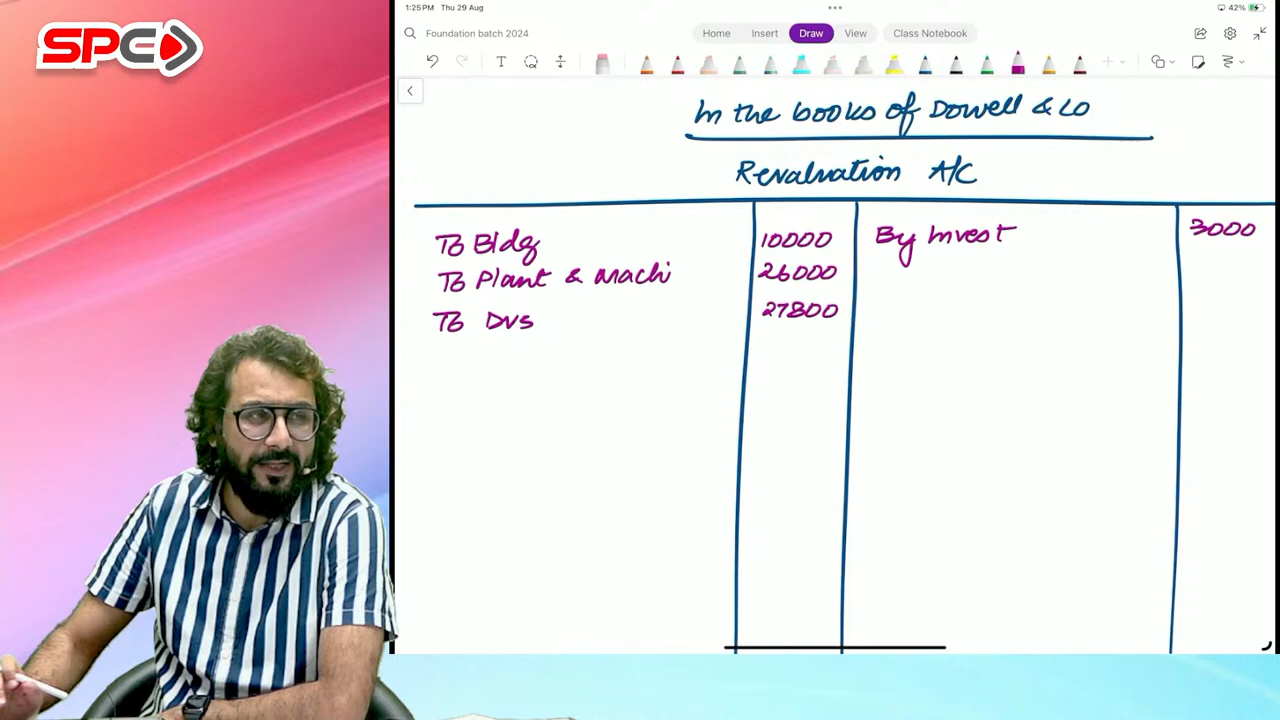 SPC
1:25 PM Thu 29 Aug
42%
Foundation batch 2024
Home Insert Draw View Class Notebook
In the books of Dowell & Co
Revaluation A/C
To Bldg 10000 By Invest 3000
To Plant & Machi 26000
To Dvs 27800